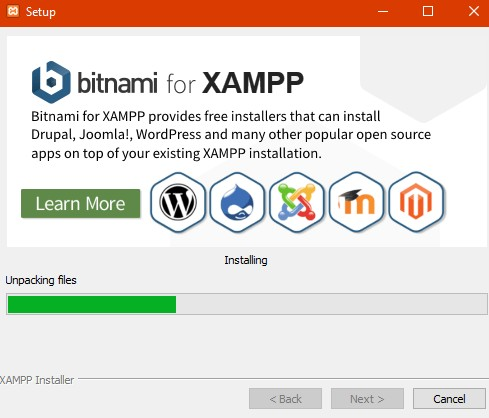 Setup
bitnami for XAMPP
Bitnami for XAMPP provides free installers that can install
Drupal, Joomla!, WordPress and many other popular open source
apps on top of your existing XAMPP installation.
Learn More
Installing
Unpacking files
XAMPP Installer
< Back
Next >
Cancel